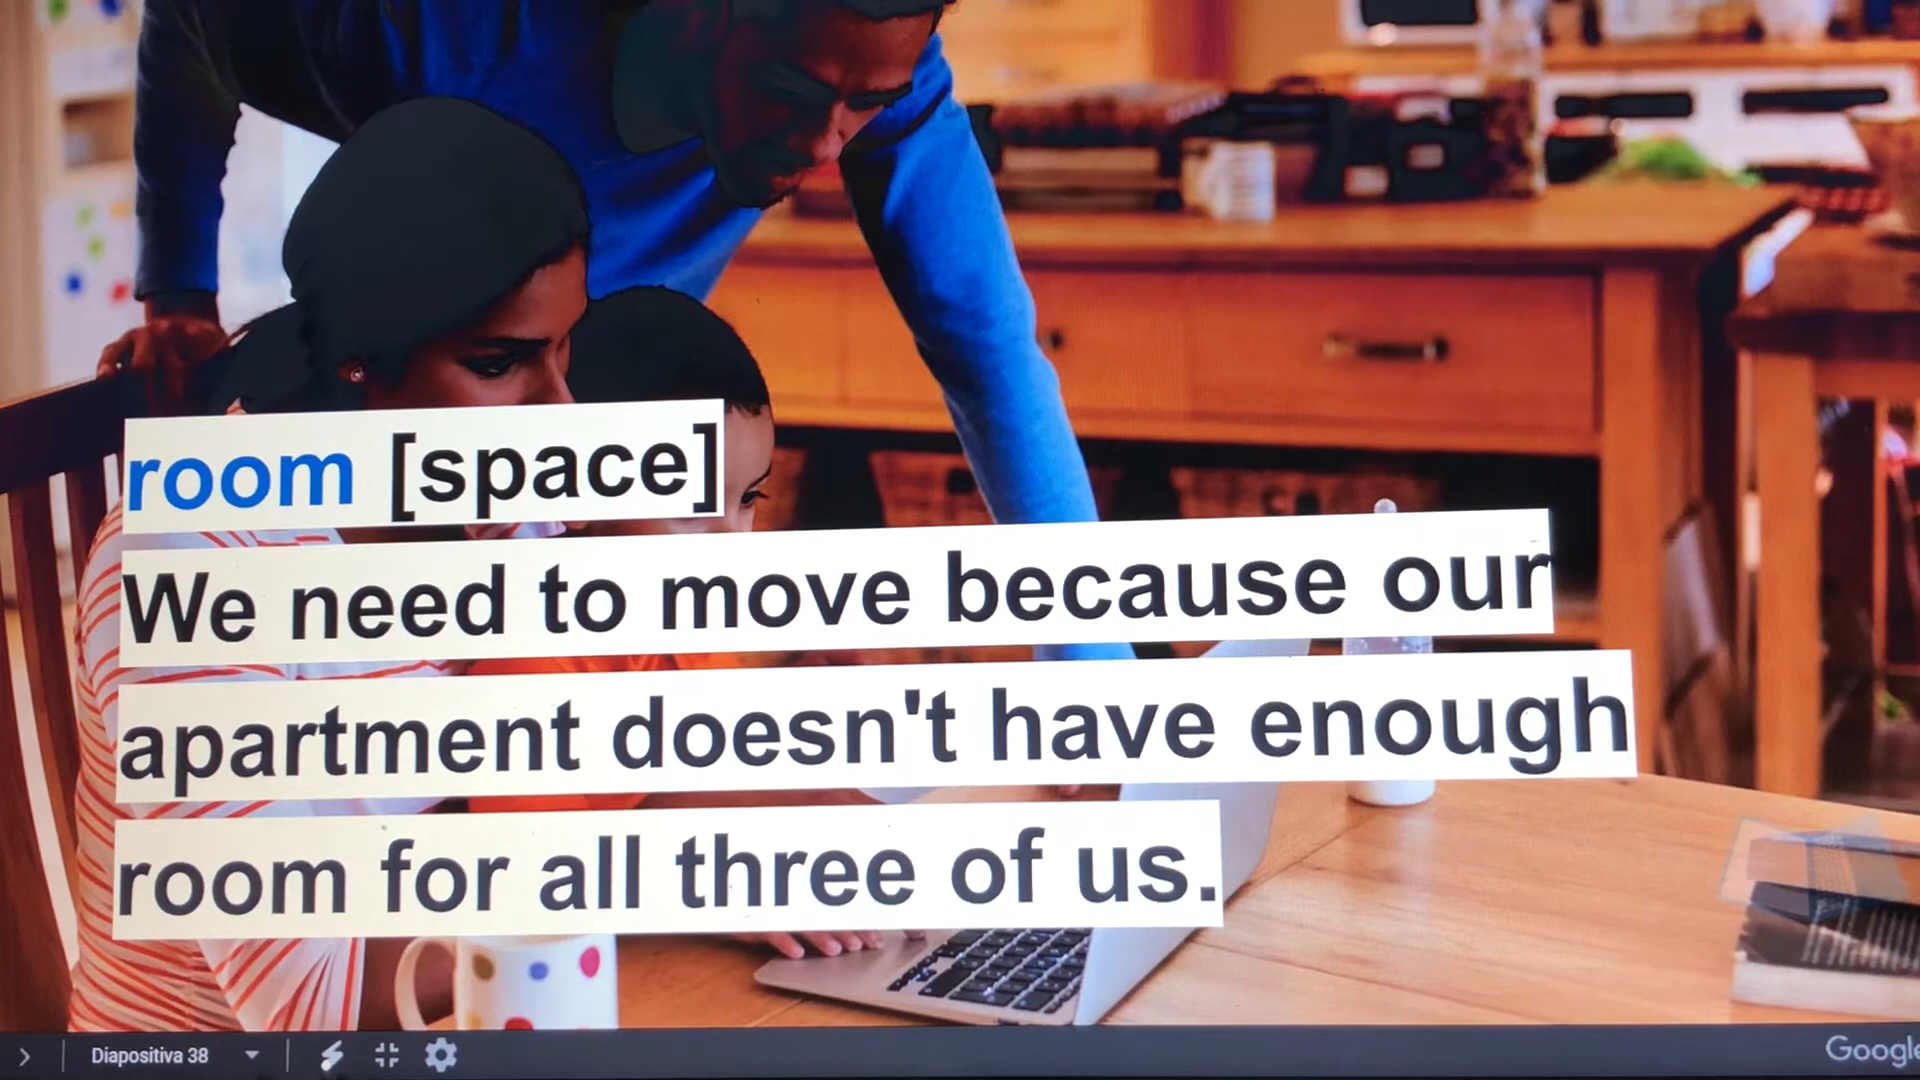 room [space]
We need to move because our
apartment doesn't have enough
room for all three of us.
Diapositiva 38
Google